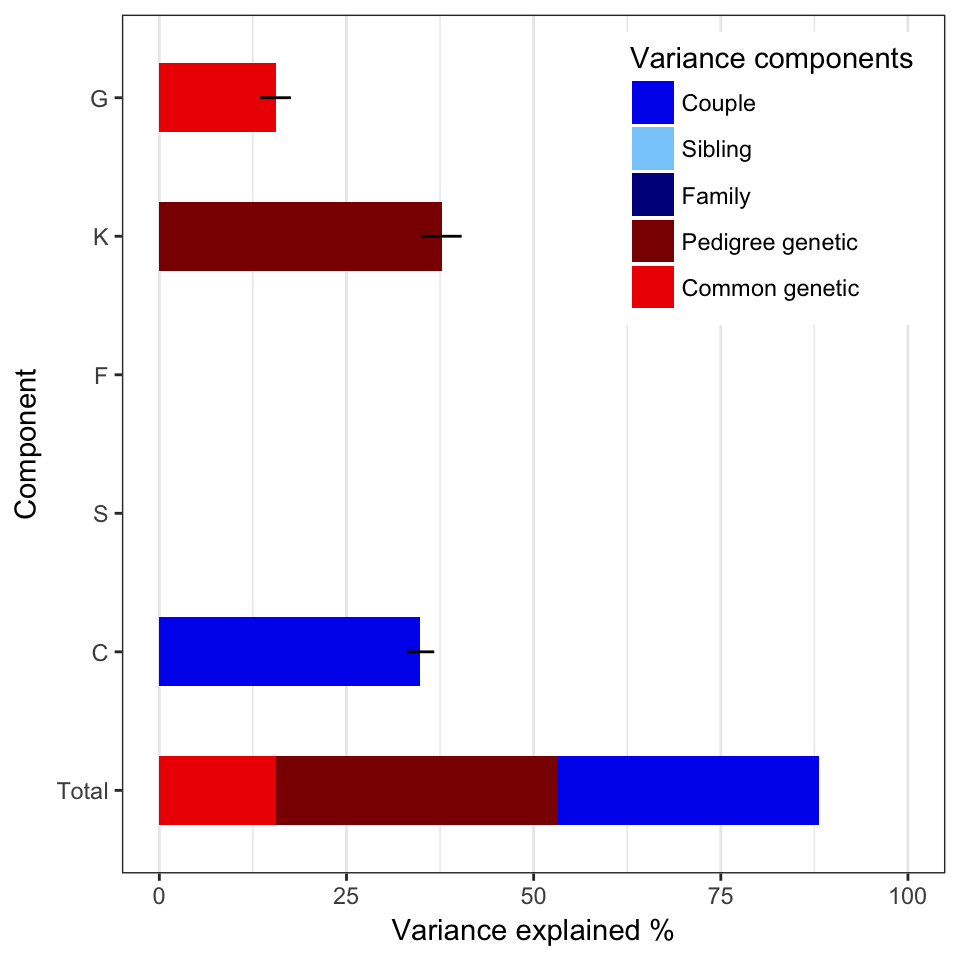 Variance components
Couple
Sibling
Family
Pedigree genetic
Common genetic
G
K
F
S
C
Total
Component
0 25 50 75 100
Variance explained %